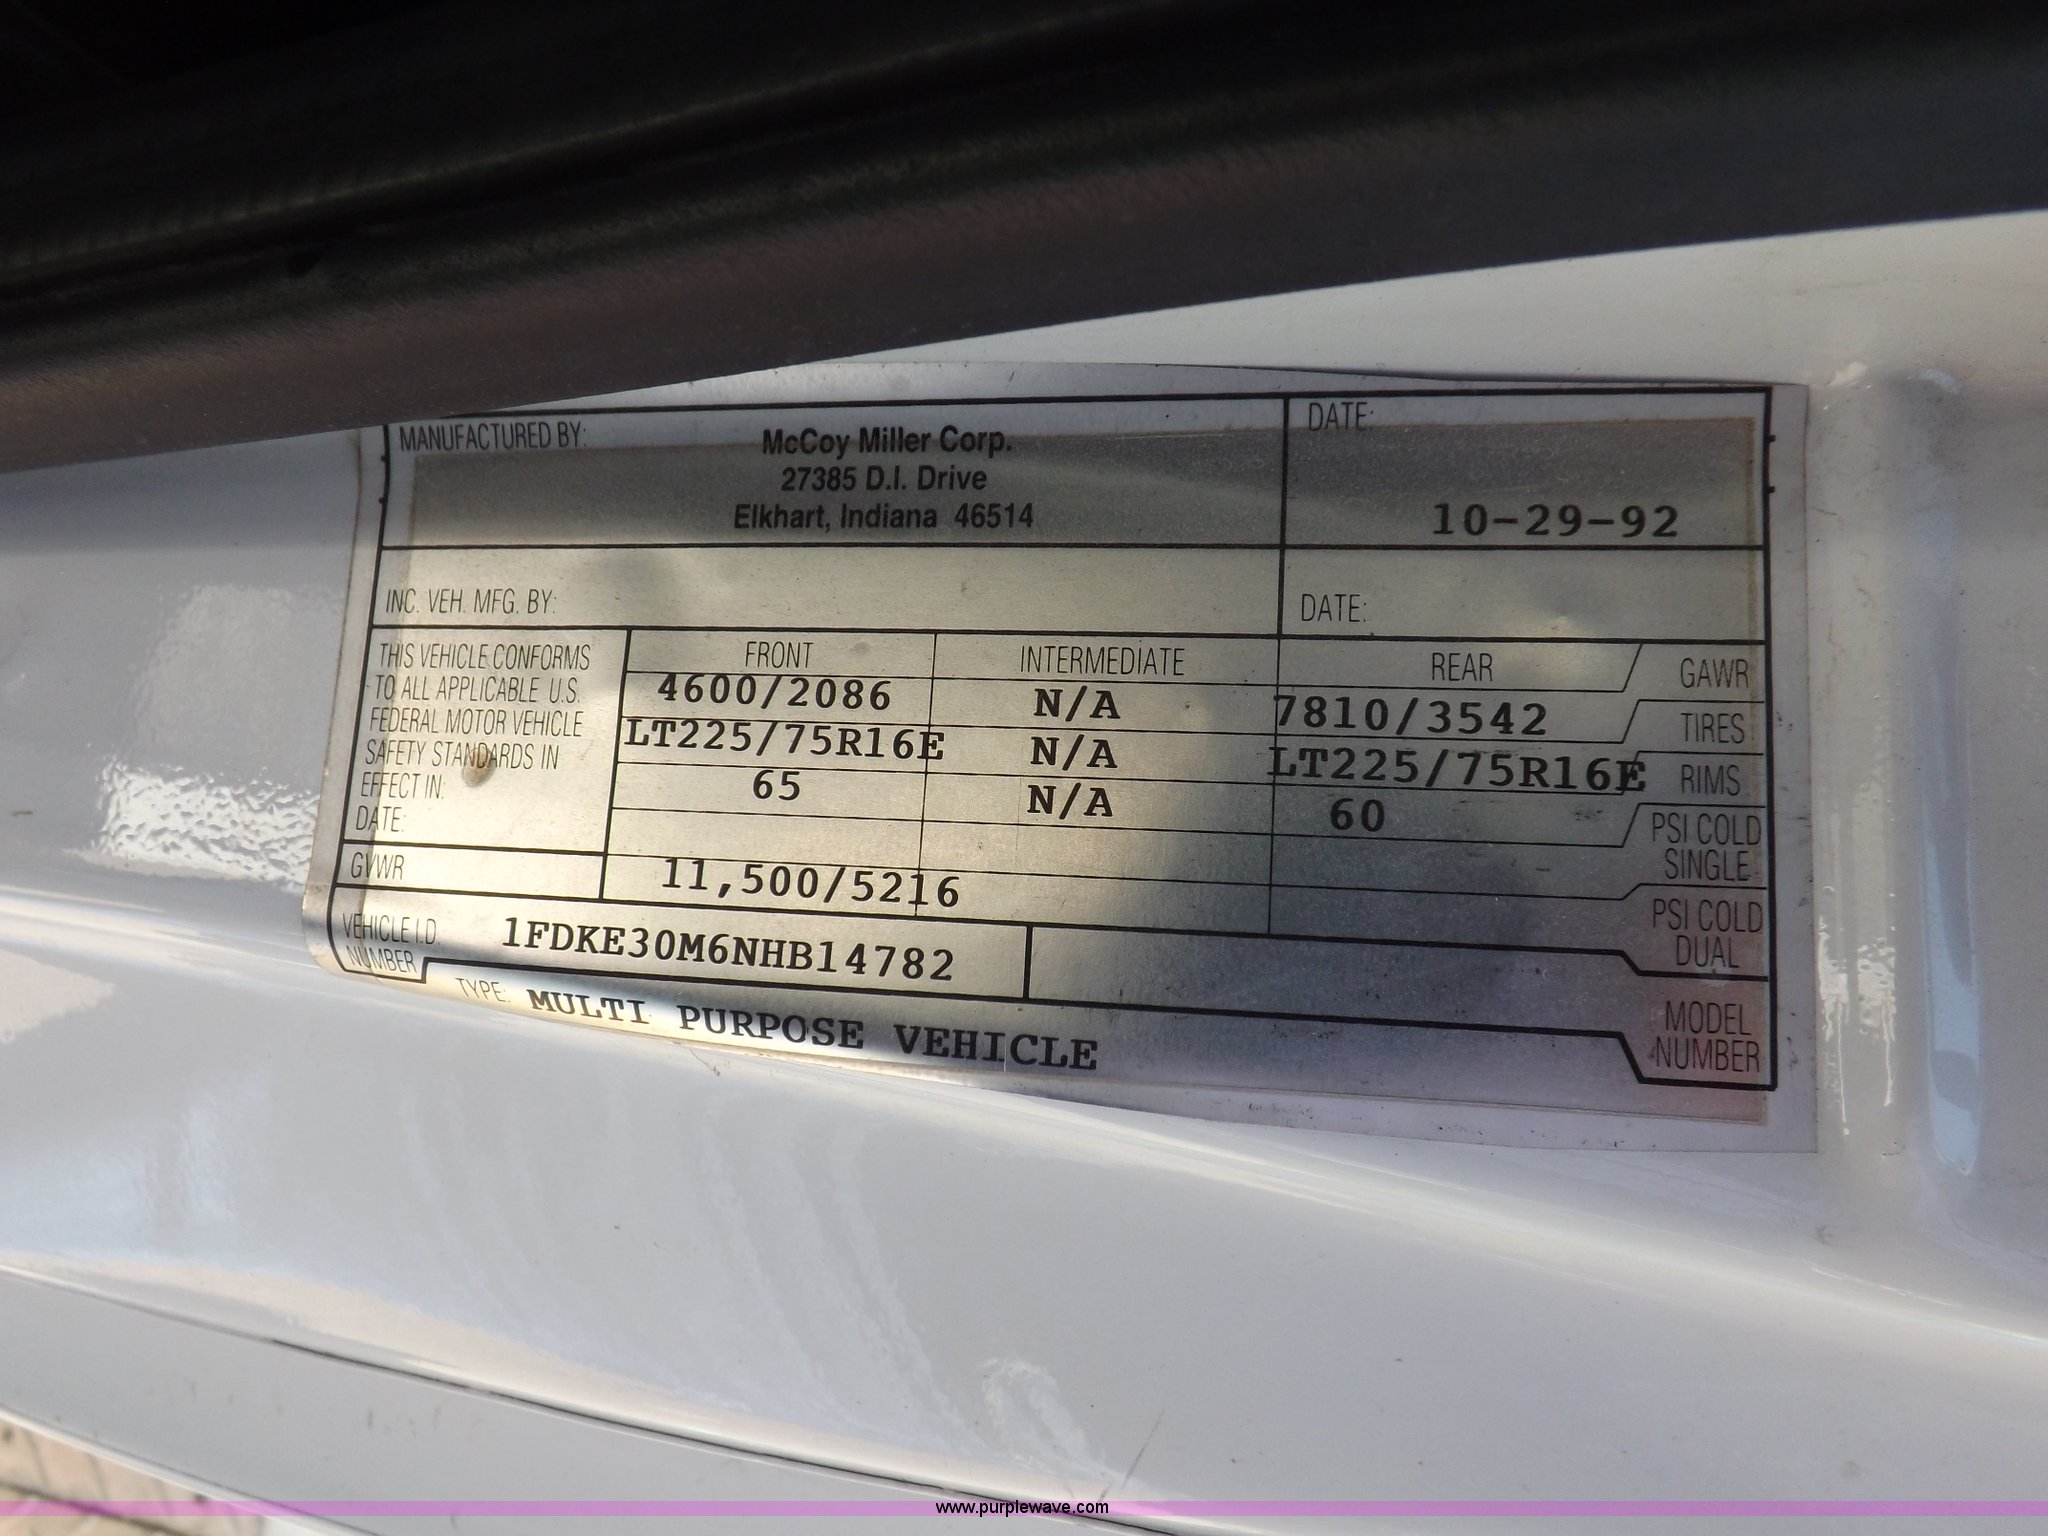 MANUFACTURED BY: McCoy Miller Corp. DATE:
27385 D.I. Drive
Elkhart, Indiana 46514 10-29-92
INC. VEH. MFG. BY: DATE:
THIS VEHICLE CONFORMS
TO ALL APPLICABLE U.S.
FEDERAL MOTOR VEHICLE
SAFETY STANDARDS IN
EFFECT IN:
DATE:
FRONT INTERMEDIATE REAR GAWR
4600/2086 N/A 7810/3542 TIRES
LT225/75R16E N/A LT225/75R16E RIMS
65 N/A 60 PSI COLD
SINGLE
PSI COLD
DUAL
GVWR 11,500/5216
VEHICLE I.D. 1FDKE30M6NHB14782
NUMBER
MODEL
NUMBER
TYPE: MULTI PURPOSE VEHICLE
www.purplewave.com